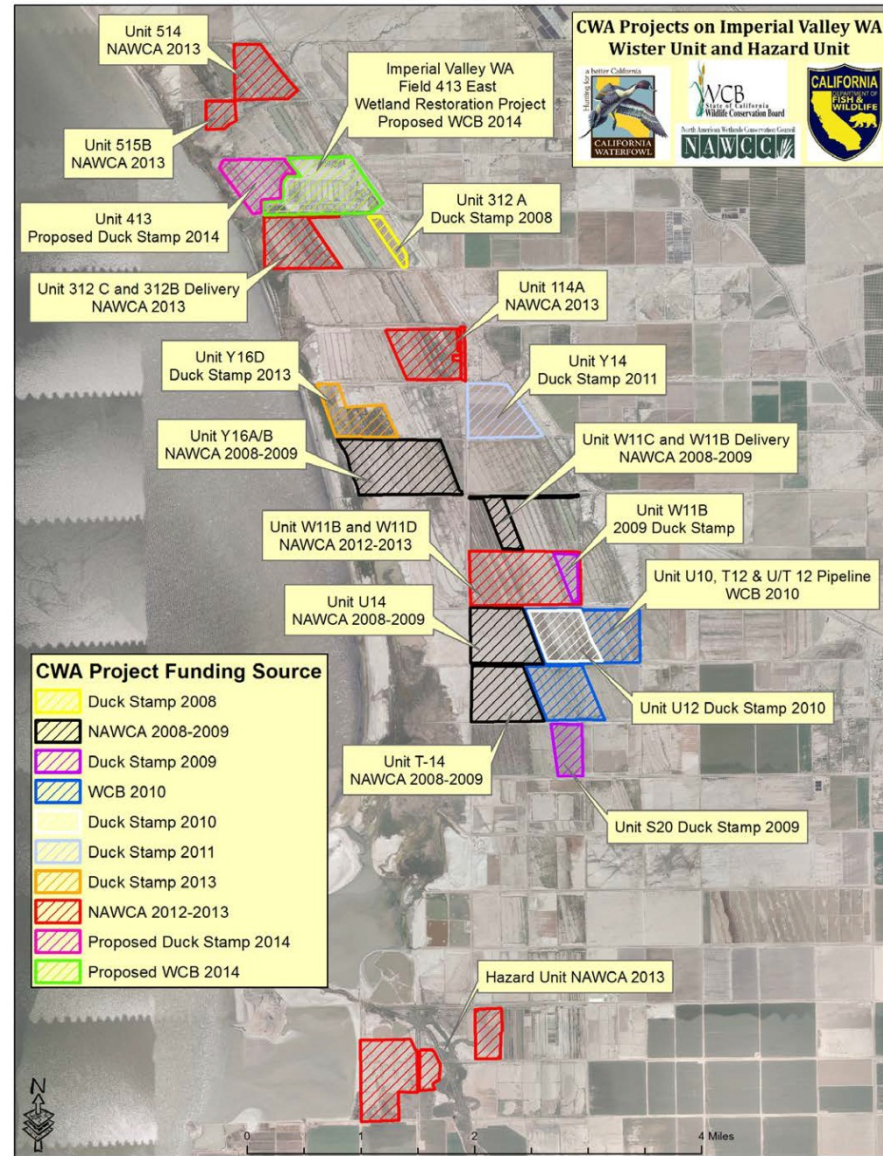 CWA Projects on Imperial Valley WA
Wister Unit and Hazard Unit
Hunting for a better California
CALIFORNIA
WATERFOWL
WCB
State of California
Wildlife Conservation Board
North American Wetlands Conservation Council
NAWCC
CALIFORNIA
DEPARTMENT OF
FISH &
WILDLIFE
Unit 514
NAWCA 2013
Imperial Valley WA
Field 413 East
Wetland Restoration Project
Proposed WCB 2014
Unit 515B
NAWCA 2013
Unit 312 A
Duck Stamp 2008
Unit 413
Proposed Duck Stamp 2014
Unit 312 C and 312B Delivery
NAWCA 2013
Unit 114A
NAWCA 2013
Unit Y16D
Duck Stamp 2013
Unit Y14
Duck Stamp 2011
Unit Y16A/B
NAWCA 2008-2009
Unit W11C and W11B Delivery
NAWCA 2008-2009
Unit W11B
2009 Duck Stamp
Unit W11B and W11D
NAWCA 2012-2013
Unit U10, T12 & U/T 12 Pipeline
WCB 2010
Unit U14
NAWCA 2008-2009
Unit U12 Duck Stamp 2010
Unit T-14
NAWCA 2008-2009
Unit S20 Duck Stamp 2009
CWA Project Funding Source
Duck Stamp 2008
NAWCA 2008-2009
Duck Stamp 2009
WCB 2010
Duck Stamp 2010
Duck Stamp 2011
Duck Stamp 2013
NAWCA 2012-2013
Proposed Duck Stamp 2014
Proposed WCB 2014
Hazard Unit NAWCA 2013
N
0 1 2 4 Miles